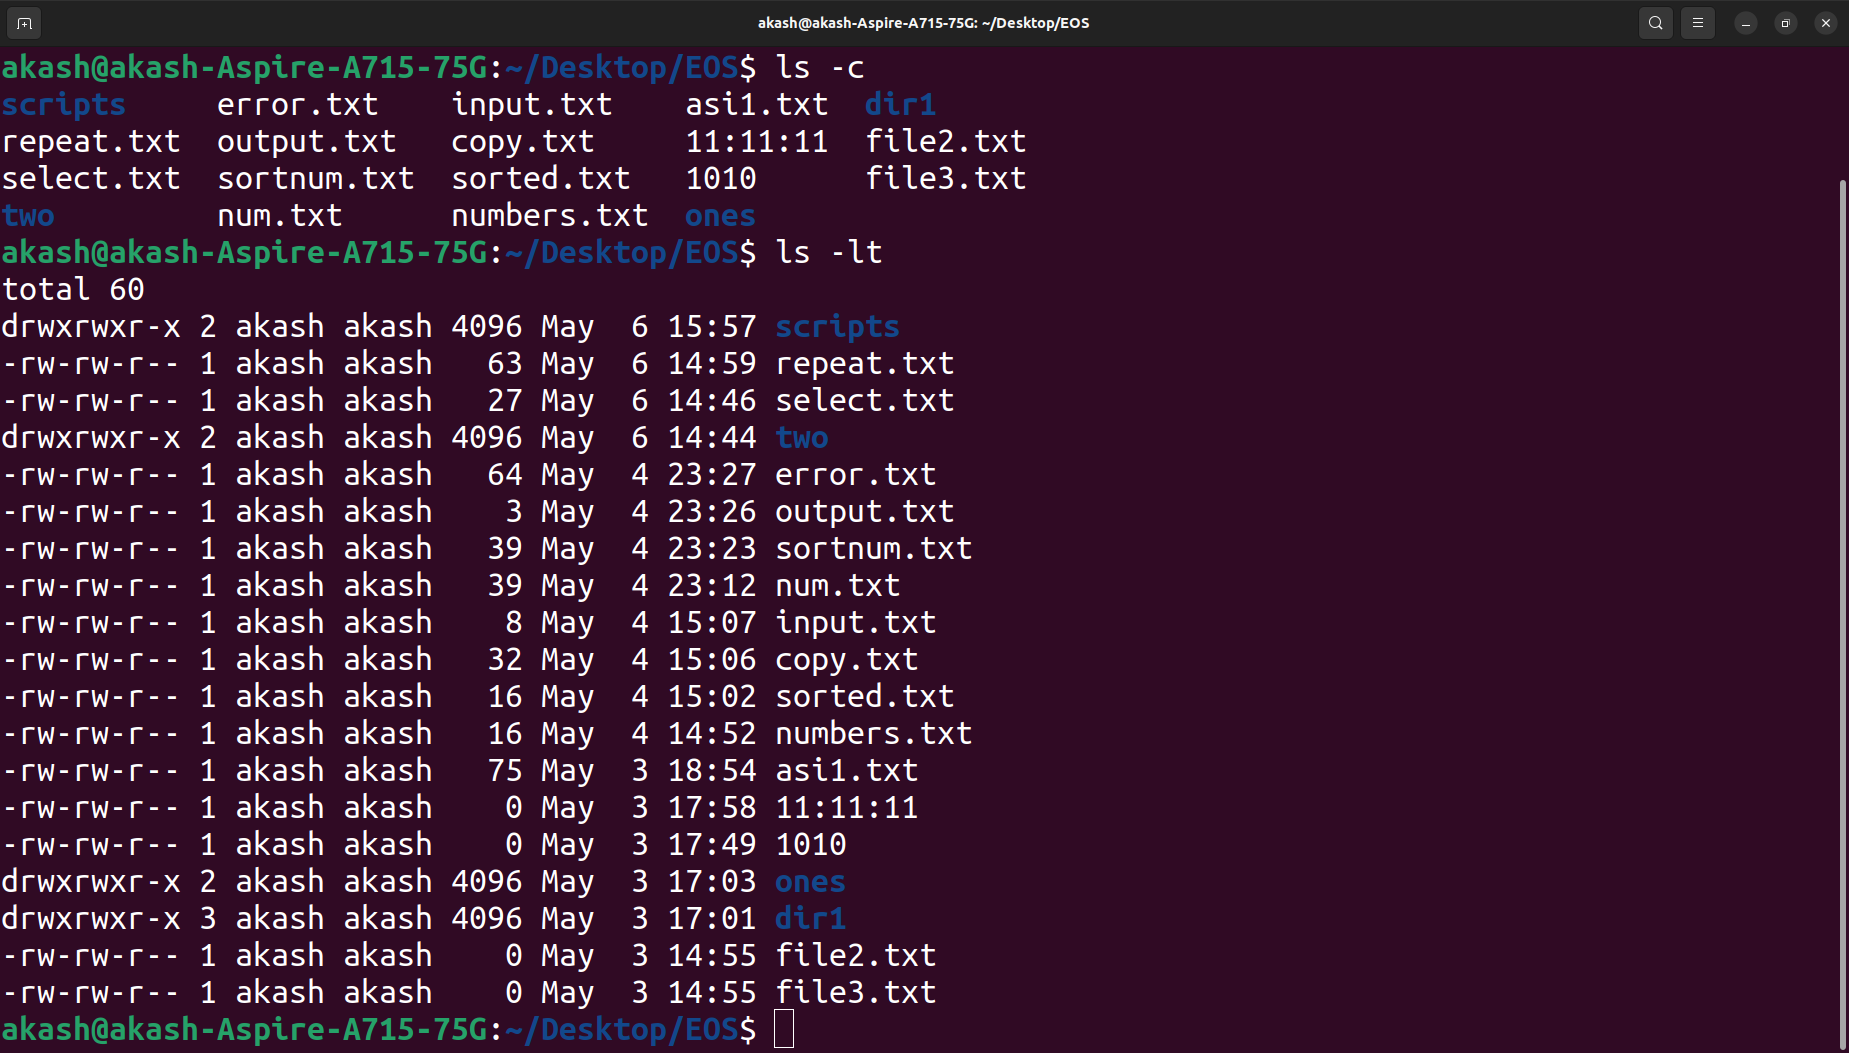 akash@akash-Aspire-A715-75G: ~/Desktop/EOS
akash@akash-Aspire-A715-75G:~/Desktop/EOS$ ls -c
scripts     error.txt    input.txt    asi1.txt  dir1
repeat.txt  output.txt   copy.txt     11:11:11  file2.txt
select.txt  sortnum.txt  sorted.txt   1010      file3.txt
two         num.txt      numbers.txt  ones
akash@akash-Aspire-A715-75G:~/Desktop/EOS$ ls -lt
total 60
drwxrwxr-x 2 akash akash 4096 May  6 15:57 scripts
-rw-rw-r-- 1 akash akash   63 May  6 14:59 repeat.txt
-rw-rw-r-- 1 akash akash   27 May  6 14:46 select.txt
drwxrwxr-x 2 akash akash 4096 May  6 14:44 two
-rw-rw-r-- 1 akash akash   64 May  4 23:27 error.txt
-rw-rw-r-- 1 akash akash    3 May  4 23:26 output.txt
-rw-rw-r-- 1 akash akash   39 May  4 23:23 sortnum.txt
-rw-rw-r-- 1 akash akash   39 May  4 23:12 num.txt
-rw-rw-r-- 1 akash akash    8 May  4 15:07 input.txt
-rw-rw-r-- 1 akash akash   32 May  4 15:06 copy.txt
-rw-rw-r-- 1 akash akash   16 May  4 15:02 sorted.txt
-rw-rw-r-- 1 akash akash   16 May  4 14:52 numbers.txt
-rw-rw-r-- 1 akash akash   75 May  3 18:54 asi1.txt
-rw-rw-r-- 1 akash akash    0 May  3 17:58 11:11:11
-rw-rw-r-- 1 akash akash    0 May  3 17:49 1010
drwxrwxr-x 2 akash akash 4096 May  3 17:03 ones
drwxrwxr-x 3 akash akash 4096 May  3 17:01 dir1
-rw-rw-r-- 1 akash akash    0 May  3 14:55 file2.txt
-rw-rw-r-- 1 akash akash    0 May  3 14:55 file3.txt
akash@akash-Aspire-A715-75G:~/Desktop/EOS$